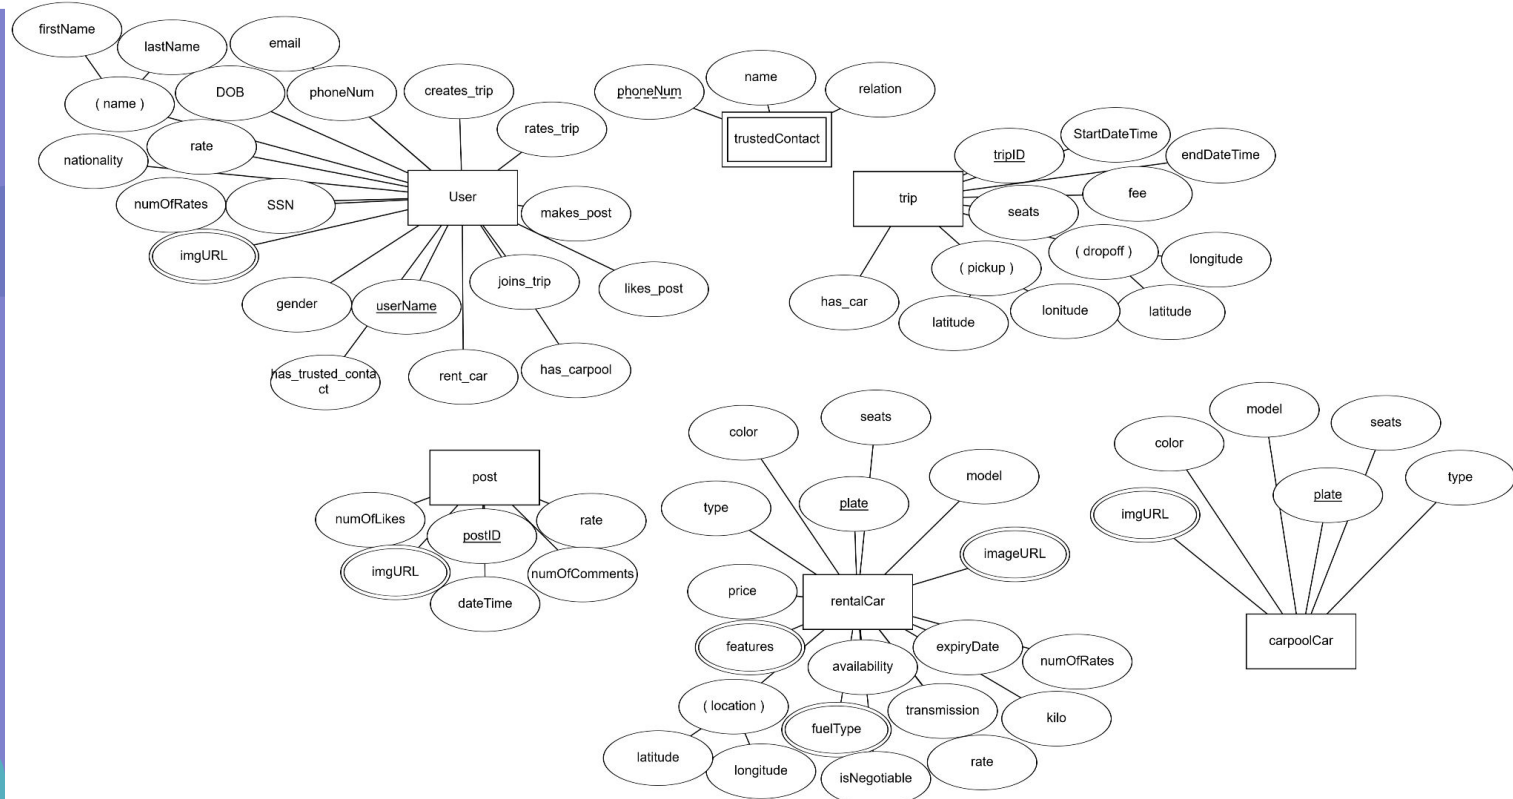 firstName
lastName
email
( name )
DOB
phoneNum
creates_trip
rates_trip
nationality
rate
numOfRates
SSN
User
makes_post
imgURL
joins_trip
likes_post
gender
userName
has_trusted_conta
ct
rent_car
has_carpool
phoneNum
name
relation
trustedContact
tripID
StartDateTime
endDateTime
trip
seats
fee
( pickup )
( dropoff )
longitude
has_car
latitude
lonitude
latitude
post
numOfLikes
postID
rate
imgURL
numOfComments
dateTime
color
seats
type
plate
model
imageURL
price
rentalCar
features
availability
expiryDate
numOfRates
( location )
fuelType
transmission
kilo
latitude
longitude
isNegotiable
rate
color
model
seats
imgURL
plate
type
carpoolCar